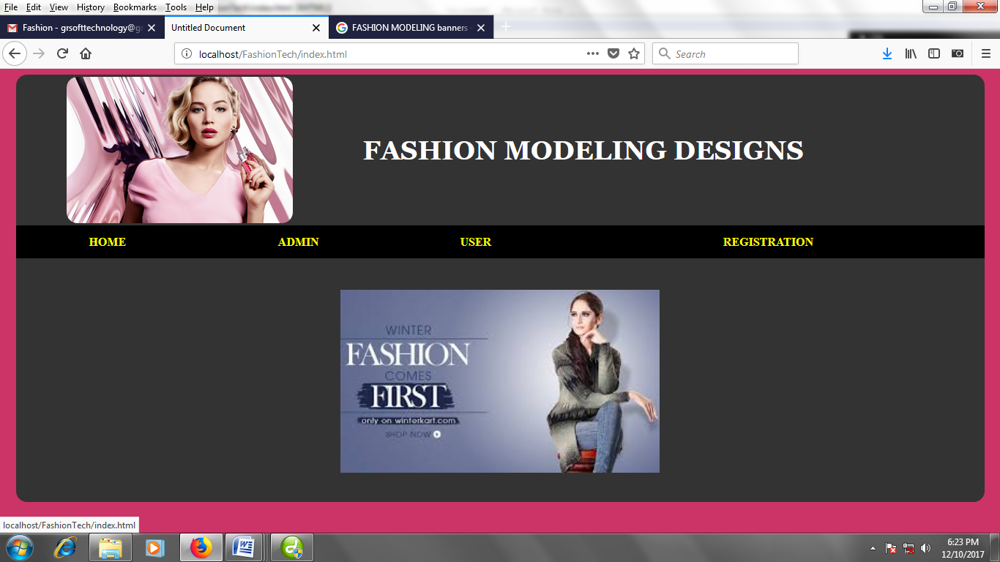 File Edit View History Bookmarks Tools Help
Fashion - grsofttechnology@g
Untitled Document
FASHION MODELING banners -
localhost/FashionTech/index.html
Search
FASHION MODELING DESIGNS
HOME ADMIN USER REGISTRATION
WINTER
FASHION
COMES
FIRST
only on winterkart.com
SHOP NOW
localhost/FashionTech/index.html
6:23 PM
12/10/2017